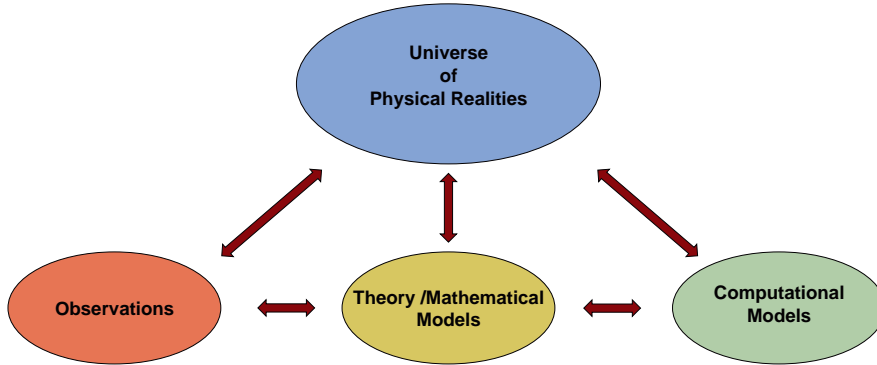 Universe
of
Physical Realities
Observations
Theory /Mathematical
Models
Computational
Models